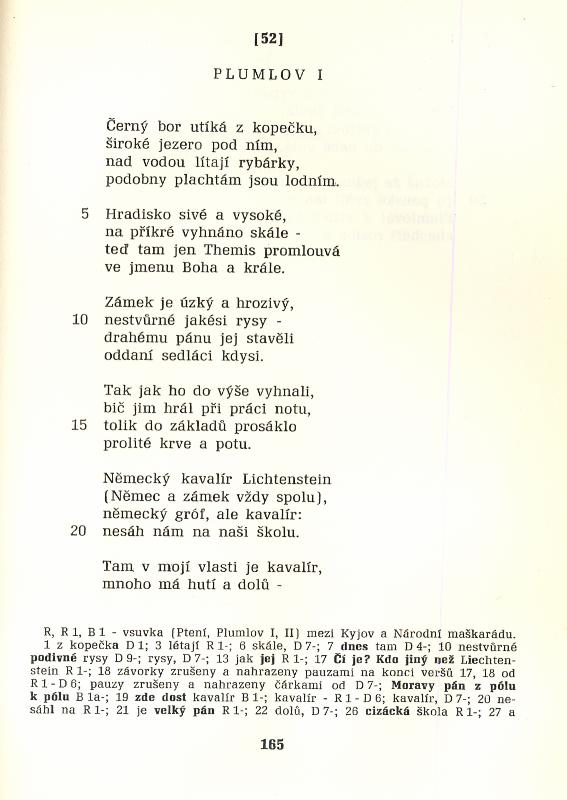 [52]
PLUMLOV I
Černý bor utíká z kopečku,
široké jezero pod ním,
nad vodou lítají rybárky,
podobny plachtám jsou lodním.
5 Hradisko sivé a vysoké,
na příkré vyhnáno skále -
teď tam jen Themis promlouvá
ve jmenu Boha a krále.
Zámek je úzký a hrozivý,
10 nestvůrné jakési rysy -
drahému pánu jej stavěli
oddaní sedláci kdysi.
Tak jak ho do výše vyhnali,
bič jim hrál při práci notu,
15 tolik do základů prosáklo
prolité krve a potu.
Německý kavalír Lichtenstein
(Němec a zámek vždy spolu),
německý gróf, ale kavalír:
20 nesáh nám na naši školu.
Tam v mojí vlasti je kavalír,
mnoho má hutí a dolů -
R, R 1, B 1 - vsuvka (Ptení, Plumlov I, II) mezi Kyjov a Národní maškarádu.
1 z kopečka D 1; 3 létají R 1-; 6 skále, D 7-; 7 dnes tam D 4-; 10 nestvůrné
podivné rysy D 9-; rysy, D 7-; 13 jak jej R 1-; 17 Čí je? Kdo jiný než Liechten-
stein R 1-; 18 závorky zrušeny a nahrazeny pauzami na konci veršů 17, 18 od
R 1 - D 6; pauzy zrušeny a nahrazeny čárkami od D 7-; Moravy pán z pólu
k pólu B 1a-; 19 zde dost kavalír B 1-; kavalír - R 1 - D 6; kavalír, D 7-; 20 ne-
sáhl na R 1-; 21 je velký pán R 1-; 22 dolů, D 7-; 26 cizácká škola R 1-; 27 a
165